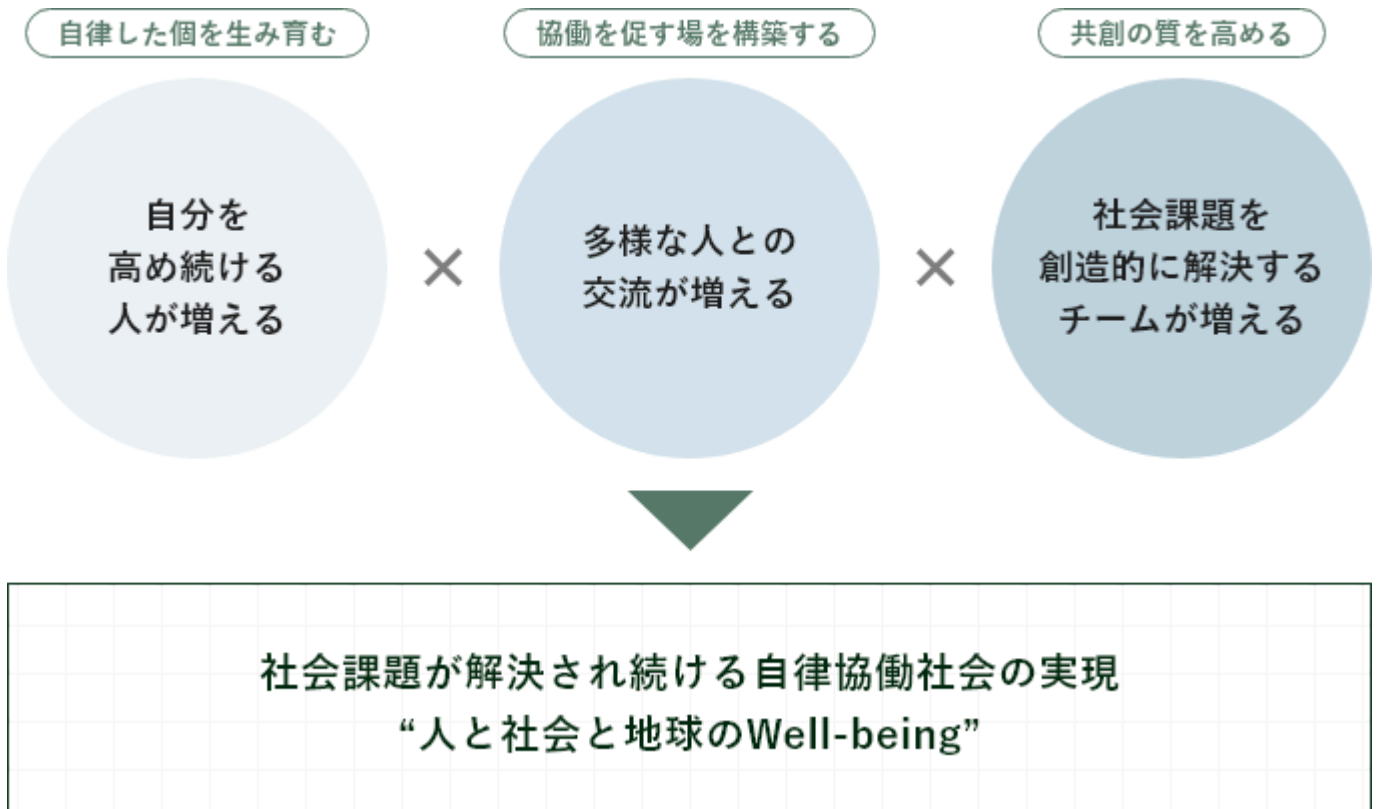 自律した個を生み育む
協働を促す場を構築する
共創の質を高める
自分を
高め続ける
人が増える
×
多様な人との
交流が増える
×
社会課題を
創造的に解決する
チームが増える
社会課題が解決され続ける自律協働社会の実現
“人と社会と地球のWell-being”